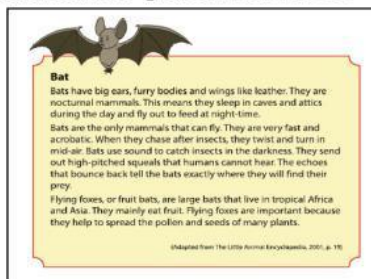 Bat
Bats have big ears, furry bodies and wings like leather. They are
nocturnal mammals. This means they sleep in caves and attics
during the day and fly out to feed at night-time.
Bats are the only mammals that can fly. They are very fast and
acrobatic. When they chase after insects, they twist and turn in
mid-air. Bats use sound to catch insects in the darkness. They send
out high-pitched squeals that humans cannot hear. The echoes
that bounce back tell the bats exactly where they will find their
prey.
Flying foxes, or fruit bats, are large bats that live in tropical Africa
and Asia. They mainly eat fruit. Flying foxes are important because
they help to spread the pollen and seeds of many plants.
(Adapted from The Little Animal Encyclopedia, 2001, p. 19)